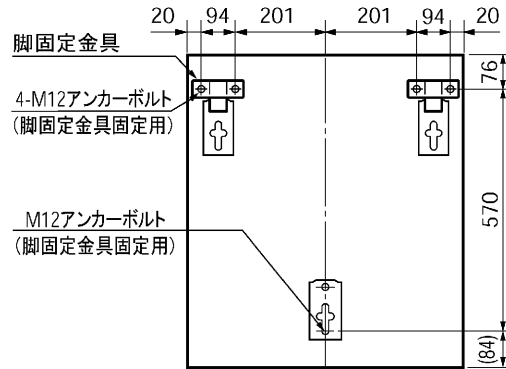 20 94 201 201 94 20
脚固定金具
76
4-M12アンカーボルト
(脚固定金具固定用)
570
M12アンカーボルト
(脚固定金具固定用)
(84)